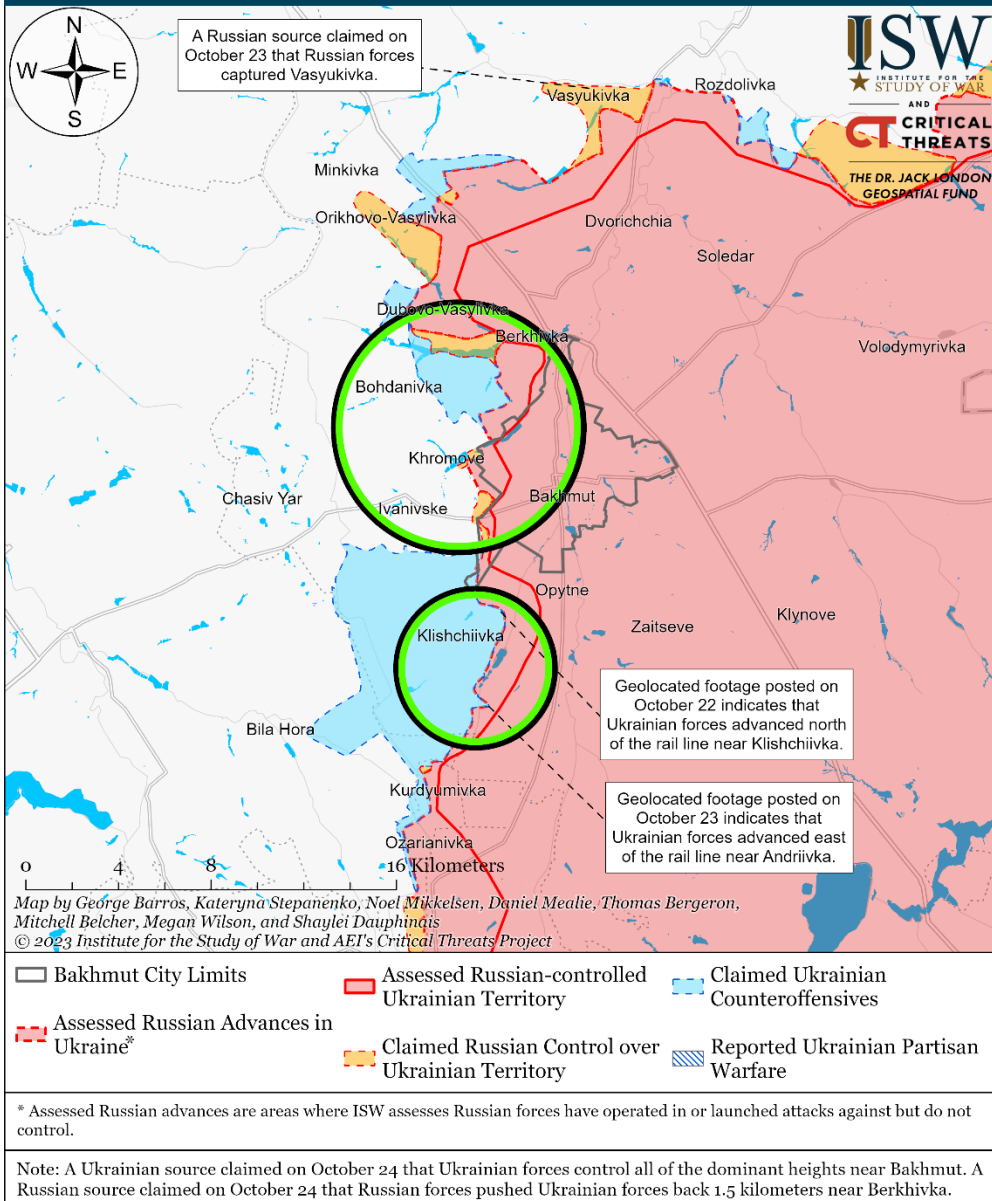 N
W E
S
A Russian source claimed on
October 23 that Russian forces
captured Vasyukivka.
ISW
INSTITUTE FOR THE
STUDY OF WAR
AND
CT CRITICAL
THREATS
THE DR. JACK LONDON
GEOSPATIAL FUND
Vasyukivka
Rozdolivka
Minkivka
Orikhovo-Vasylivka
Dvorichchia
Soledar
Dubovo-Vasylivka
Berkhivka
Volodymyrivka
Bohdanivka
Khromove
Chasiv Yar
Ivanivske
Bakhmut
Opytne
Klishchiivka
Zaitseve
Klynove
Geolocated footage posted on
October 22 indicates that
Ukrainian forces advanced north
of the rail line near Klishchiivka.
Bila Hora
Kurdyumivka
Geolocated footage posted on
October 23 indicates that
Ukrainian forces advanced east
of the rail line near Andriivka.
Ozarianivka
0 4 8 16 Kilometers
Map by George Barros, Kateryna Stepanenko, Noel Mikkelsen, Daniel Mealie, Thomas Bergeron,
Mitchell Belcher, Megan Wilson, and Shaylei Dauphinais
© 2023 Institute for the Study of War and AEI's Critical Threats Project
Bakhmut City Limits
Assessed Russian Advances in
Ukraine*
Assessed Russian-controlled
Ukrainian Territory
Claimed Russian Control over
Ukrainian Territory
Claimed Ukrainian
Counteroffensives
Reported Ukrainian Partisan
Warfare
* Assessed Russian advances are areas where ISW assesses Russian forces have operated in or launched attacks against but do not
control.
Note: A Ukrainian source claimed on October 24 that Ukrainian forces control all of the dominant heights near Bakhmut. A
Russian source claimed on October 24 that Russian forces pushed Ukrainian forces back 1.5 kilometers near Berkhivka.